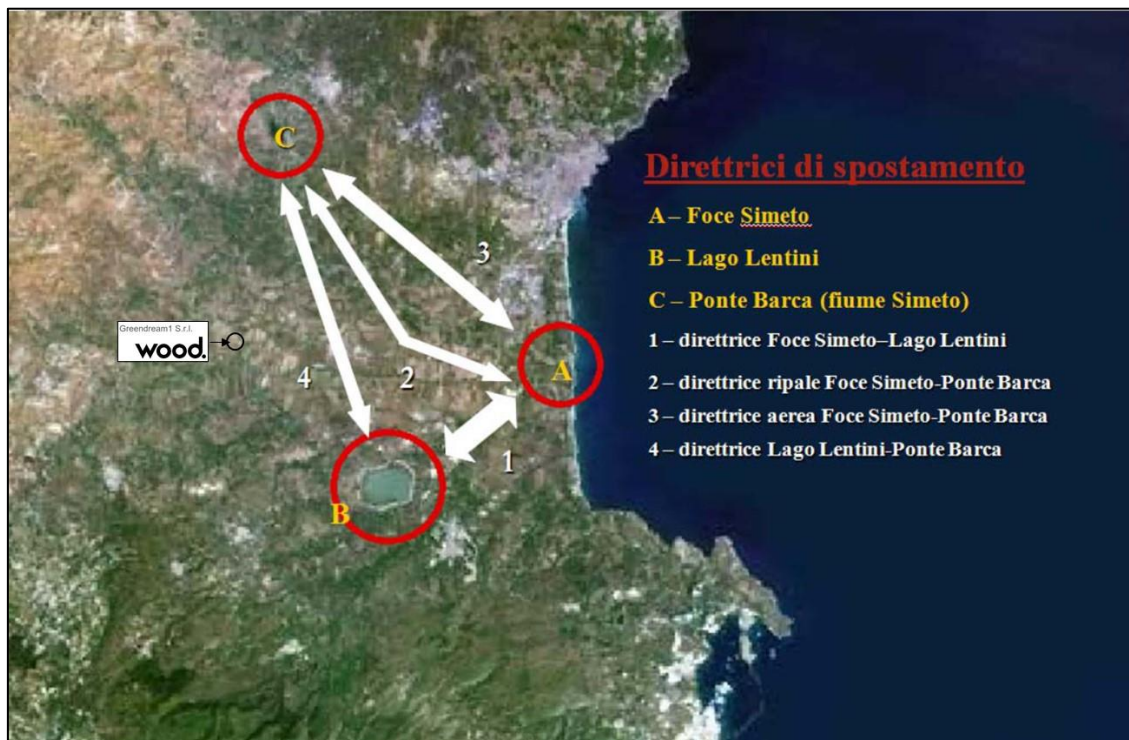 C
Direttrici di spostamento
A – Foce Simeto
3
B – Lago Lentini
C – Ponte Barca (fiume Simeto)
Greendream1 S.r.l.
wood.
1 – direttrice Foce Simeto–Lago Lentini
A
4
2
2 – direttrice ripale Foce Simeto-Ponte Barca
3 – direttrice aerea Foce Simeto-Ponte Barca
4 – direttrice Lago Lentini-Ponte Barca
1
B